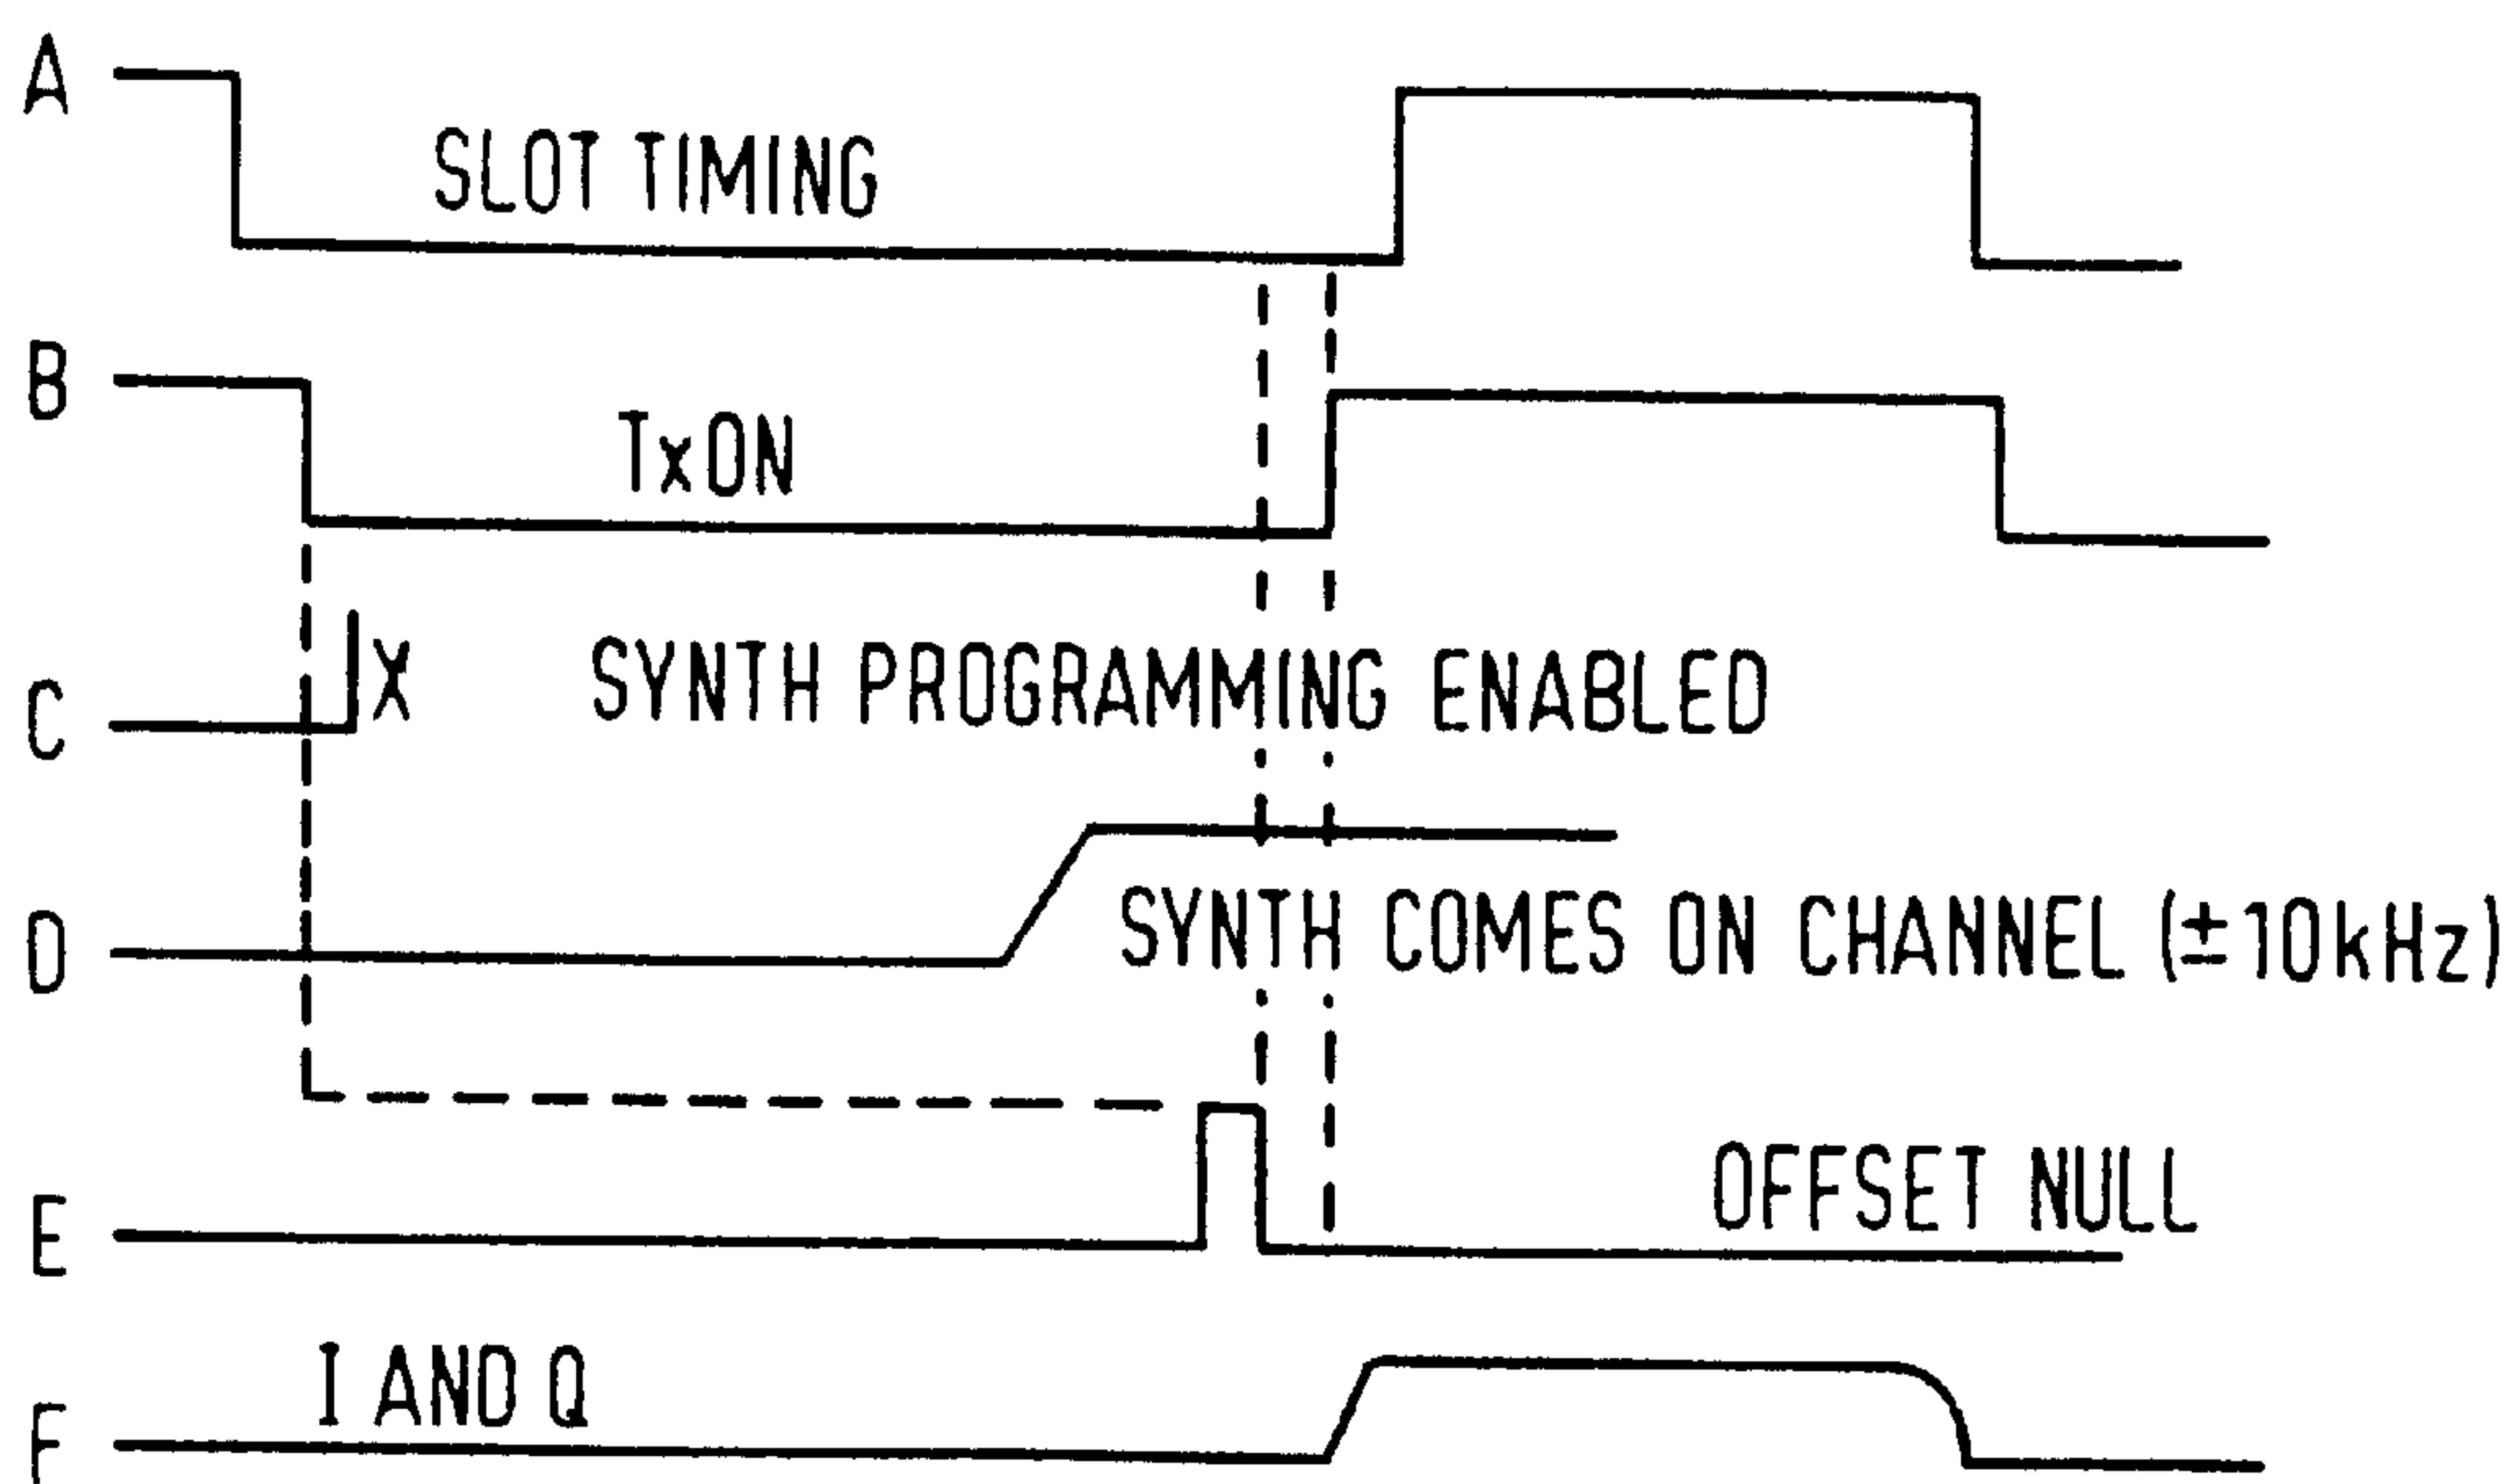 A
SLOT TIMING
B
TxON
C
X
SYNTH PROGRAMMING ENABLED
D
SYNTH COMES ON CHANNEL (±10kHz)
E
OFFSET NULL
I AND Q
F